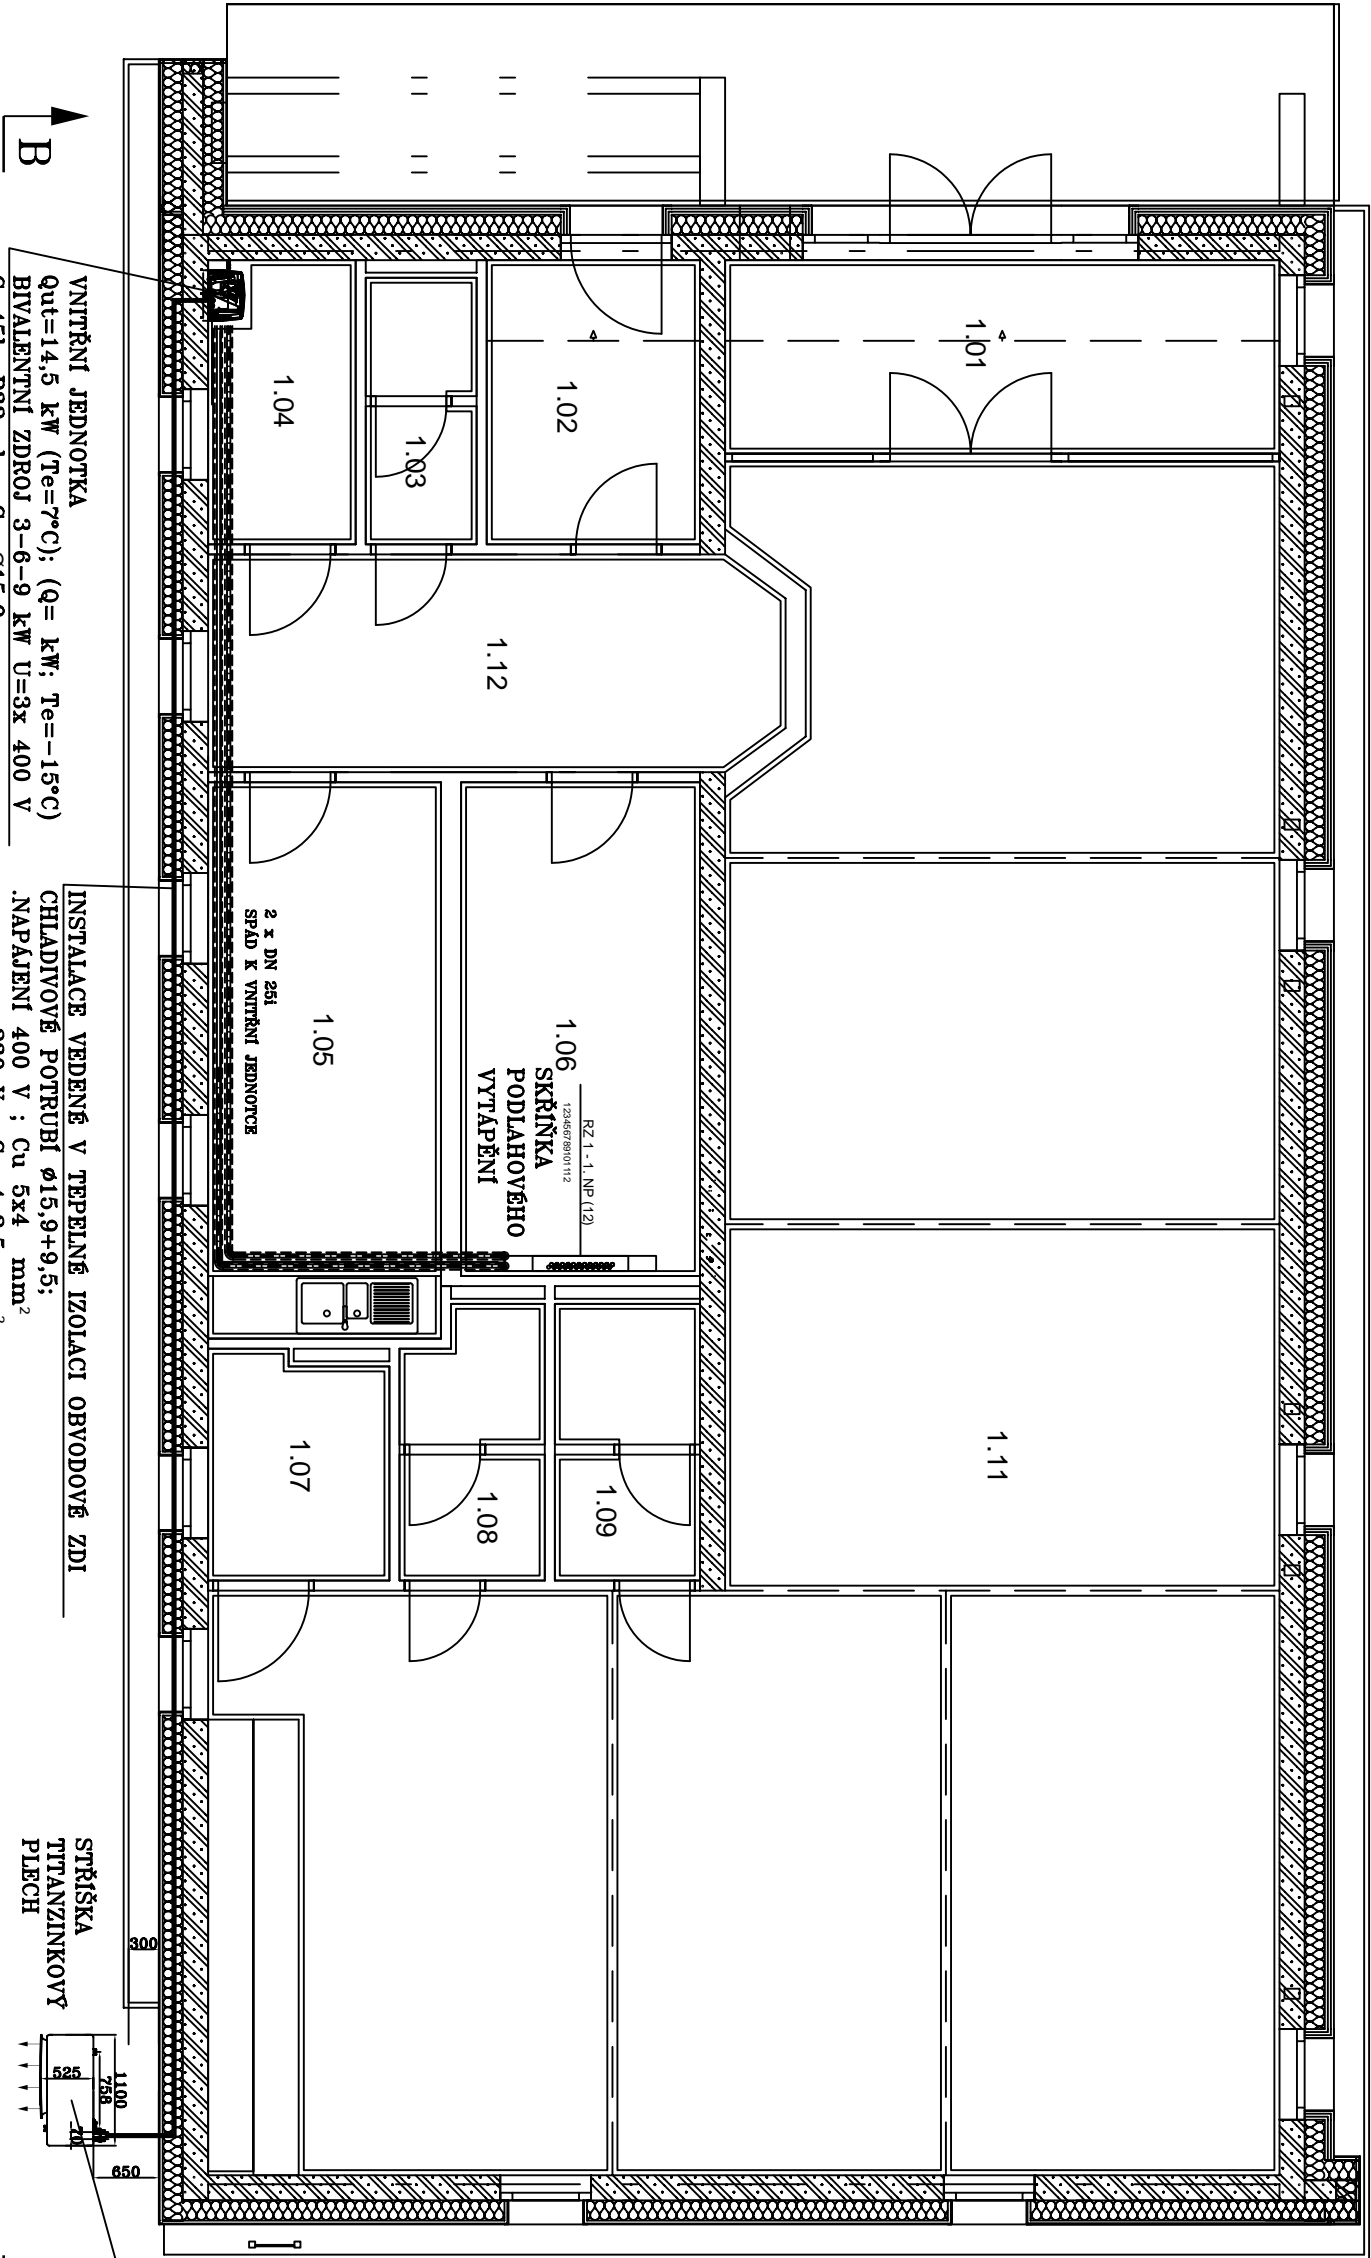 B
VNITŘNÍ JEDNOTKA
Qut=14,5 kW (Te=7°C); (Q= kW; Te=-15°C)
BIVALENTNÍ ZDROJ 3-6-9 kW U=3x 400 V
INSTALACE VEDENÉ V TEPELNÉ IZOLACI OBVODOVÉ ZDI
CHLADIVOVÉ POTRUBÍ ø15,9+9,5;
.NAPÁJENÍ 400 V ; Cu 5x4 mm²
STŘÍŠKA
TITANZINKOVÝ
PLECH
300
1100
758
525
70
650
1.01
1.02
1.03
1.04
1.12
1.05
2 x DN 25i
SPÁD K VNITŘNÍ JEDNOTCE
1.06
RZ 1 - 1. NP (12)
123456789101112
SKŘÍŇKA
PODLAHOVÉHO
VYTÁPĚNÍ
1.07
1.08
1.09
1.11